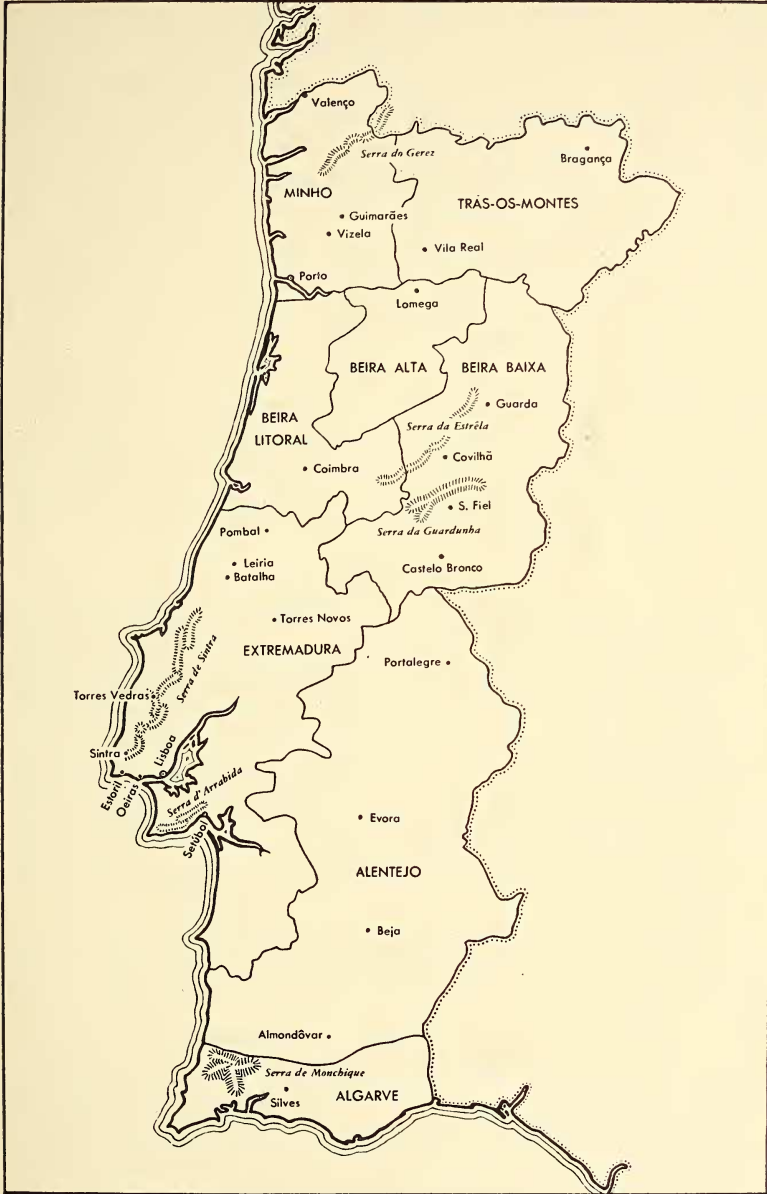 Valenço
Serra do Gerez
Bragança
MINHO
TRÁS-OS-MONTES
Guimarães
Vizela
Vila Real
Porto
Lomega
BEIRA ALTA
BEIRA BAIXA
Guarda
BEIRA
LITORAL
Serra da Estrêla
Coimbra
Covilhã
S. Fiel
Pombal
Serra da Guardunha
Leiria
Batalha
Castelo Bronco
Torres Novos
EXTREMADURA
Portalegre
Serra de Sintra
Torres Vedras
Sintra
Lisboa
Estoril
Oeiras
Serra d'Arrabida
Setúbal
Evora
ALENTEJO
Beja
Almondôvar
Serra de Monchique
Silves
ALGARVE